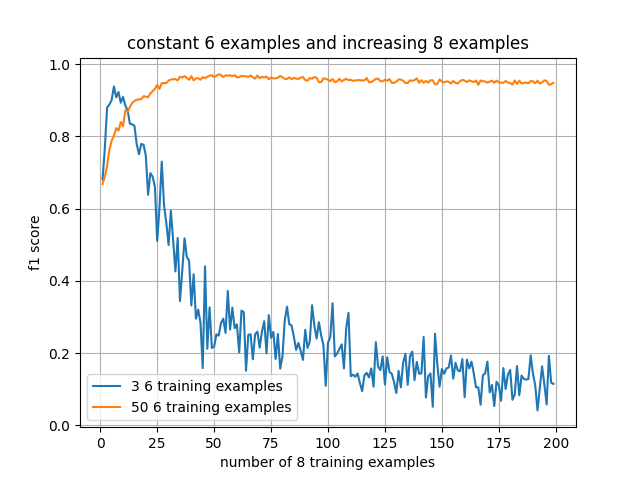 constant 6 examples and increasing 8 examples
1.0
0.8
0.6
0.4
0.2
0.0
f1 score
3 6 training examples
50 6 training examples
0 25 50 75 100 125 150 175 200
number of 8 training examples